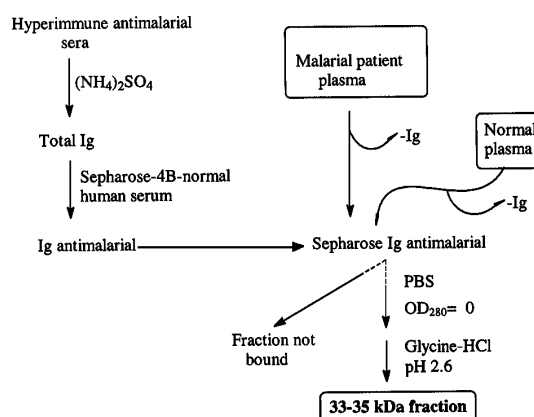 Hyperimmune antimalarial
sera
(NH4)2SO4
Total Ig
Sepharose-4B-normal
human serum
Ig antimalarial
Malarial patient
plasma
-Ig
Normal
plasma
-Ig
Sepharose Ig antimalarial
PBS
OD280= 0
Fraction not
bound
Glycine-HCl
pH 2.6
33-35 kDa fraction